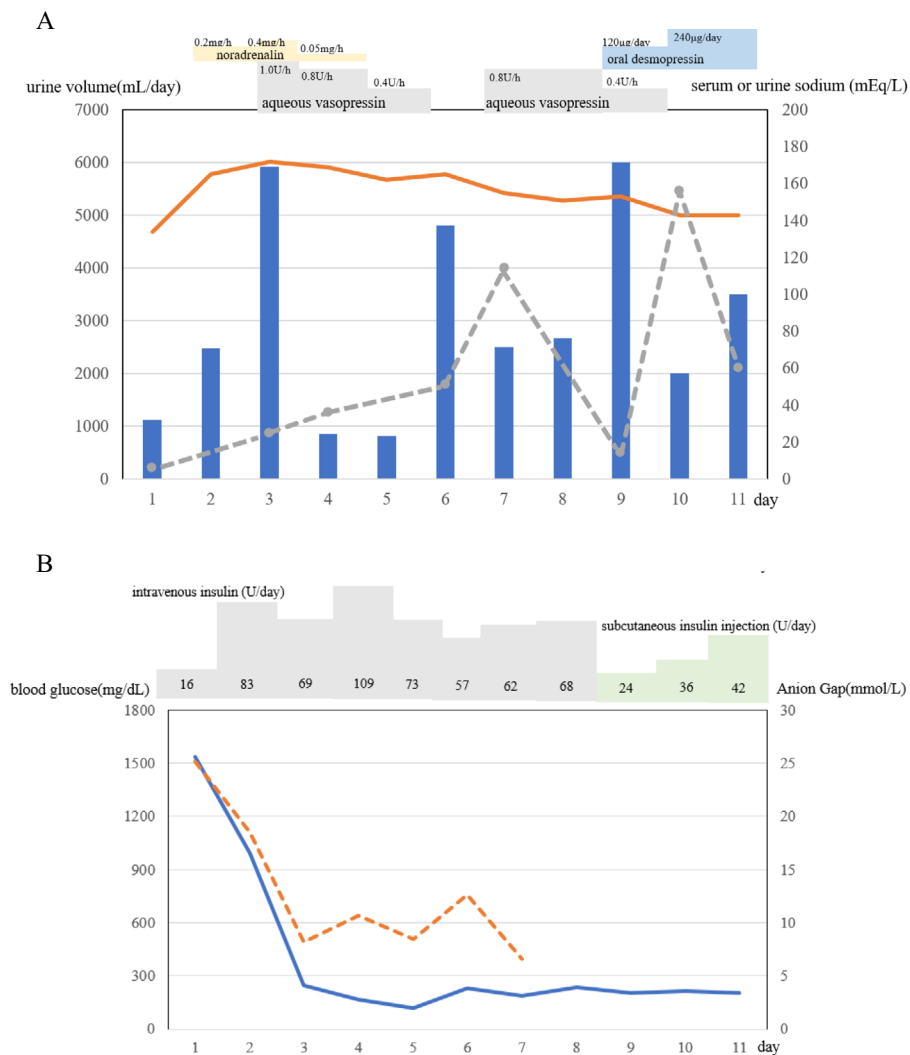 A
0.2mg/h 0.4mg/h 0.05mg/h
noradrenalin
120μg/day 240μg/day
oral desmopressin
1.0U/h 0.8U/h 0.4U/h
aqueous vasopressin
0.8U/h 0.4U/h
aqueous vasopressin
urine volume(mL/day) serum or urine sodium (mEq/L)
7000 200
6000 180
5000 160
4000 140
3000 120
2000 100
1000 80
0 60
40
20
0
1 2 3 4 5 6 7 8 9 10 11 day
B
intravenous insulin (U/day)
subcutaneous insulin injection (U/day)
16 83 69 109 73 57 62 68 24 36 42
blood glucose(mg/dL) Anion Gap(mmol/L)
1800 30
1500 25
1200 20
900 15
600 10
300 5
0 0
1 2 3 4 5 6 7 8 9 10 11 day